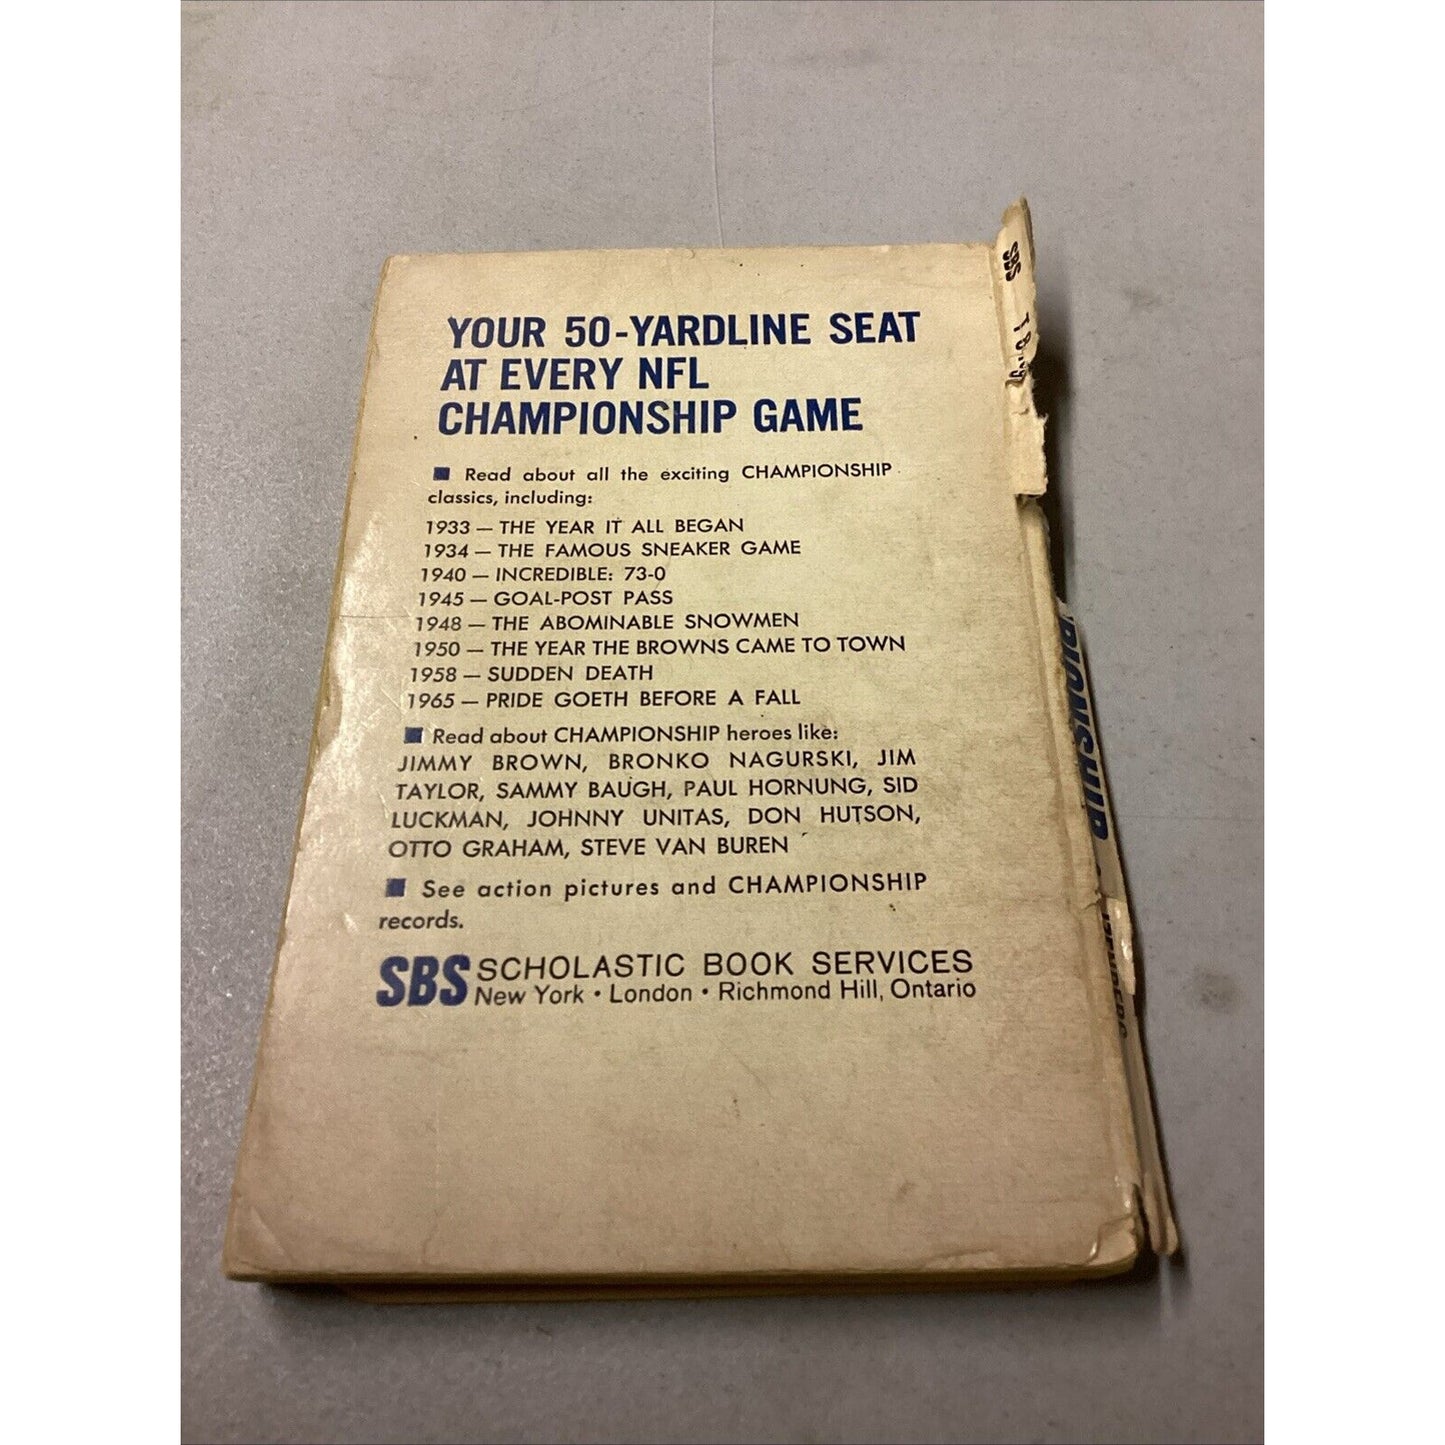 YOUR 50-YARDLINE SEAT
AT EVERY NFL
CHAMPIONSHIP GAME
Read about all the exciting CHAMPIONSHIP
classics, including:
1933 — THE YEAR IT ALL BEGAN
1934 — THE FAMOUS SNEAKER GAME
1940 — INCREDIBLE: 73-0
1945 — GOAL-POST PASS
1948 — THE ABOMINABLE SNOWMEN
1950 — THE YEAR THE BROWNS CAME TO TOWN
1958 — SUDDEN DEATH
1965 — PRIDE GOETH BEFORE A FALL
Read about CHAMPIONSHIP heroes like:
JIMMY BROWN, BRONKO NAGURSKI, JIM
TAYLOR, SAMMY BAUGH, PAUL HORNUNG, SID
LUCKMAN, JOHNNY UNITAS, DON HUTSON,
OTTO GRAHAM, STEVE VAN BUREN
See action pictures and CHAMPIONSHIP
records.
SBS SCHOLASTIC BOOK SERVICES
New York • London • Richmond Hill, Ontario
SBS